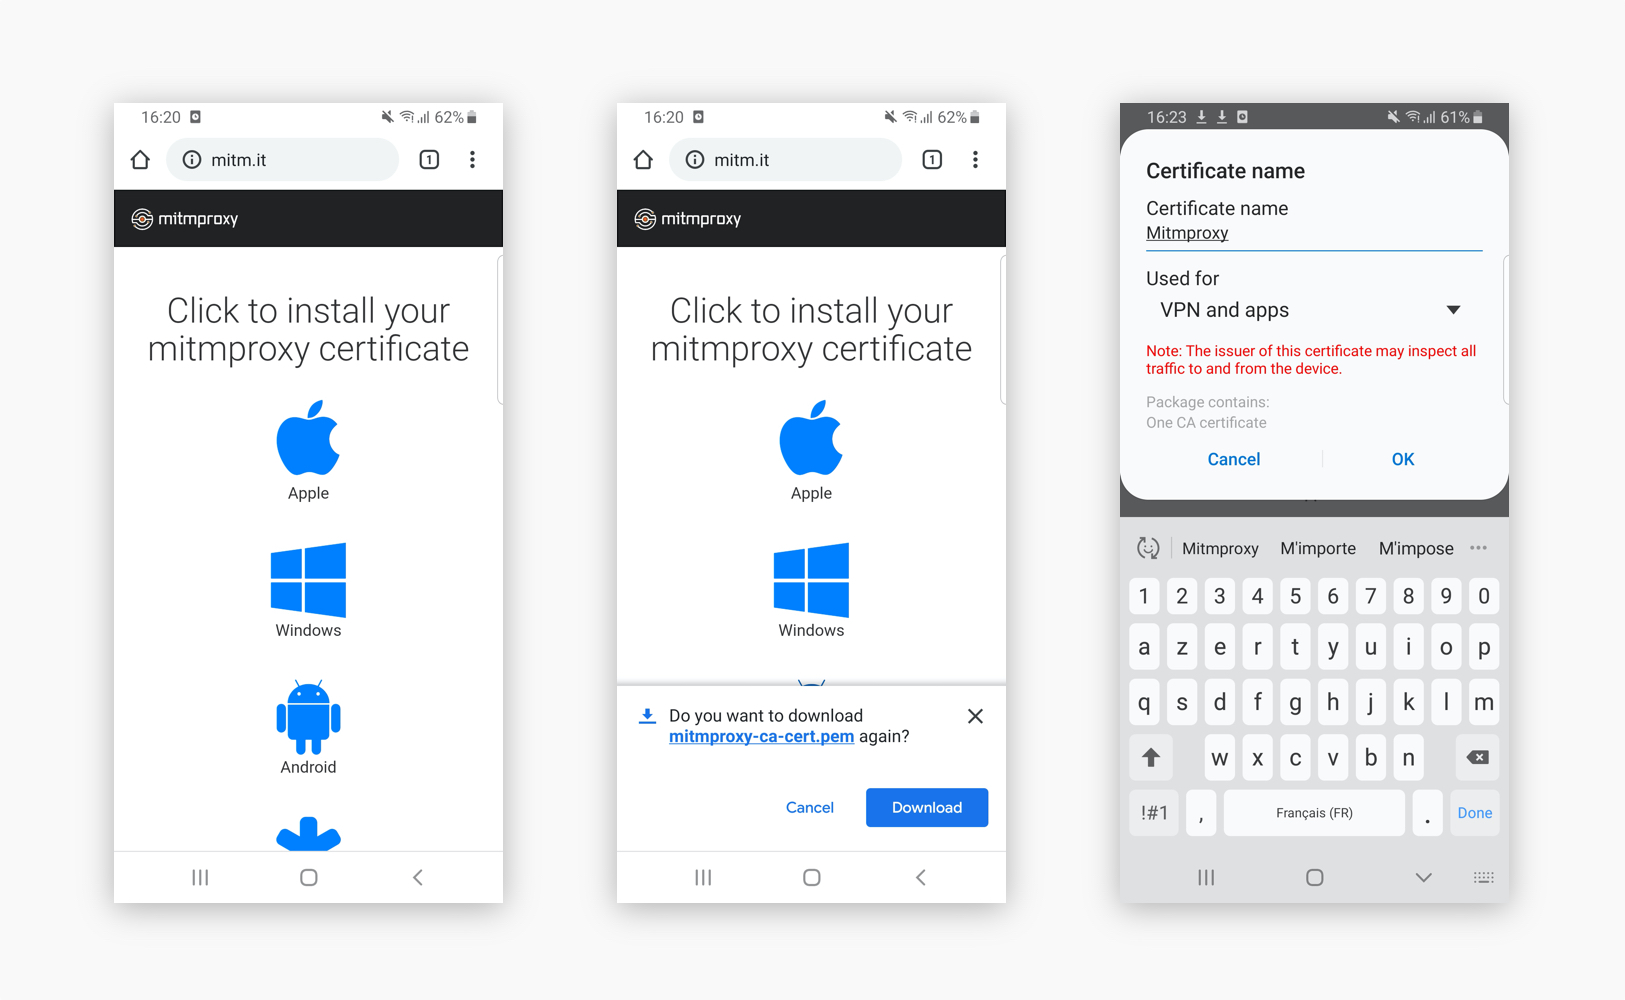 16:20
62%
mitm.it
1
mitmproxy
Click to install your
mitmproxy certificate
Apple
Windows
Android
16:20
62%
mitm.it
1
mitmproxy
Click to install your
mitmproxy certificate
Apple
Windows
Do you want to download
mitmproxy-ca-cert.pem again?
Cancel Download
16:23
61%
Certificate name
Certificate name
Mitmproxy
Used for
VPN and apps
Note: The issuer of this certificate may inspect all
traffic to and from the device.
Package contains:
One CA certificate
Cancel OK
Mitmproxy M'importe M'impose
1 2 3 4 5 6 7 8 9 0
a z e r t y u i o p
q s d f g h j k l m
w x c v b n
!#1 , Français (FR) . Done